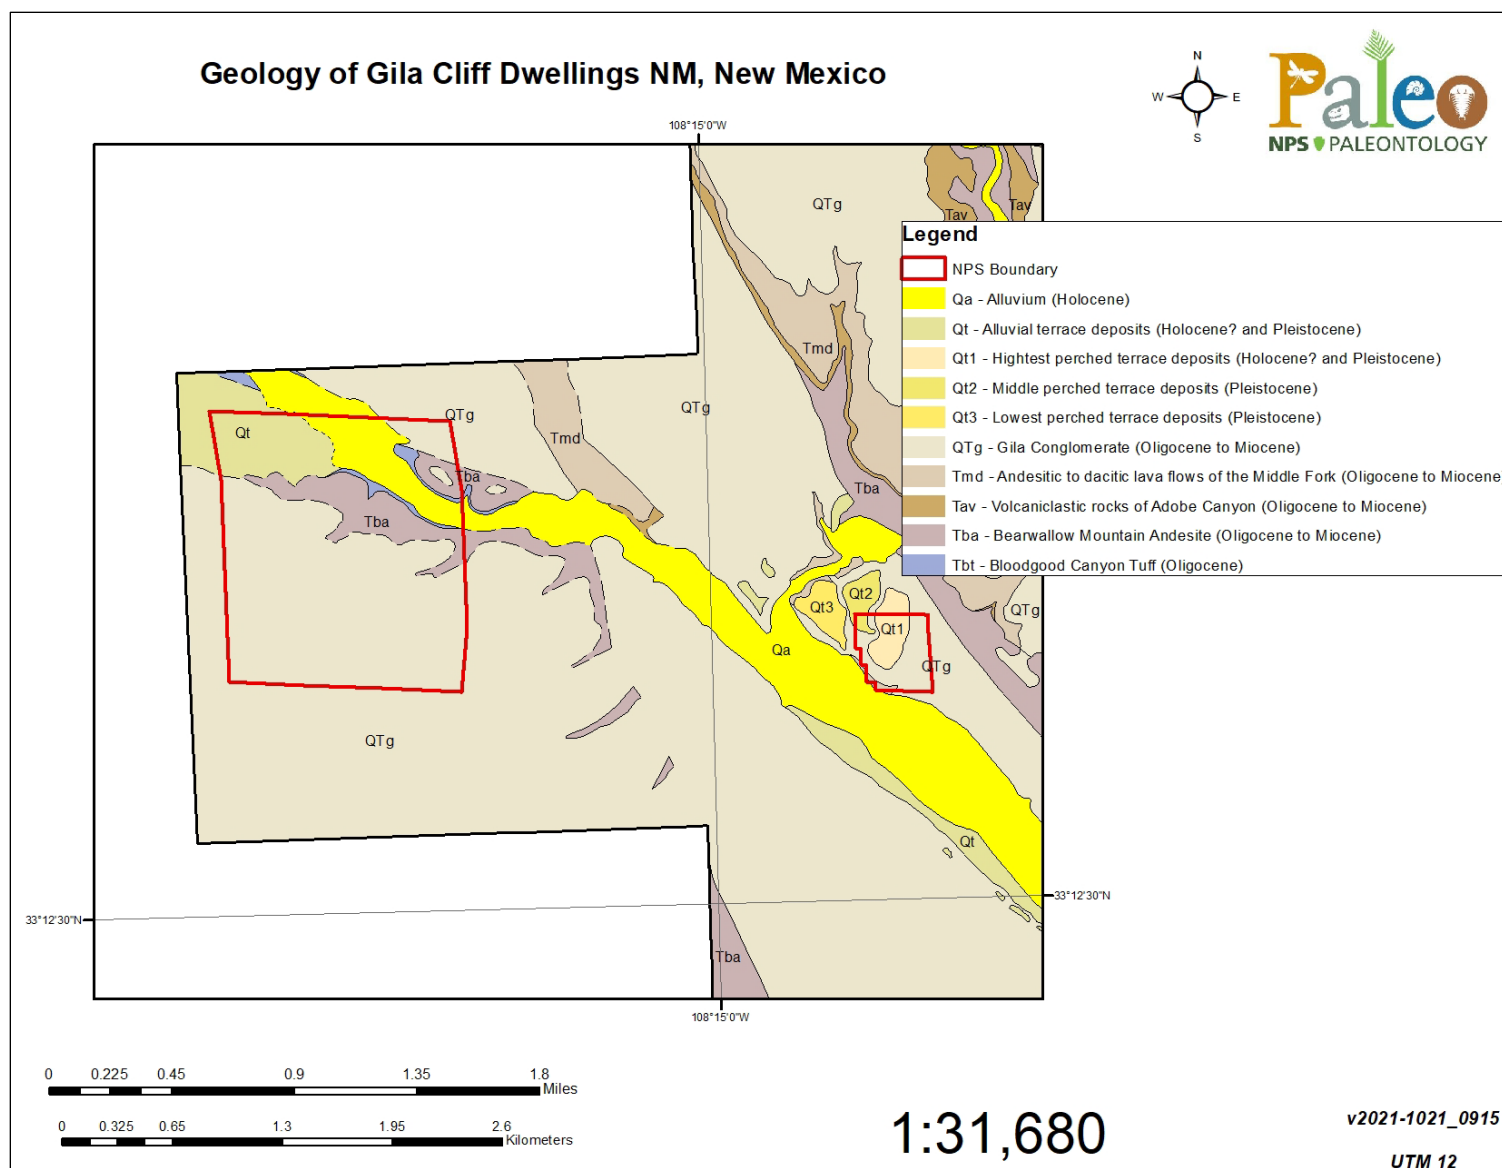 Geology of Gila Cliff Dwellings NM, New Mexico
N
W E
S
Paleo
NPS PALEONTOLOGY
108°15'0"W
QTg
Tav
Tav
Legend
NPS Boundary
Qa - Alluvium (Holocene)
Qt - Alluvial terrace deposits (Holocene? and Pleistocene)
Qt1 - Hightest perched terrace deposits (Holocene? and Pleistocene)
Qt2 - Middle perched terrace deposits (Pleistocene)
Qt3 - Lowest perched terrace deposits (Pleistocene)
QTg - Gila Conglomerate (Oligocene to Miocene)
Tmd - Andesitic to dacitic lava flows of the Middle Fork (Oligocene to Miocene
Tav - Volcaniclastic rocks of Adobe Canyon (Oligocene to Miocene)
Tba - Bearwallow Mountain Andesite (Oligocene to Miocene)
Tbt - Bloodgood Canyon Tuff (Oligocene)
Tmd
QTg
QTg
Qt
Tmd
Tba
Tba
Tba
Qt2
Qt3
QTg
Qt1
Qa
QTg
QTg
Qt
33°12'30"N
33°12'30"N
Tba
108°15'0"W
0 0.225 0.45 0.9 1.35 1.8
Miles
0 0.325 0.65 1.3 1.95 2.6
Kilometers
1:31,680
v2021-1021_0915
UTM 12